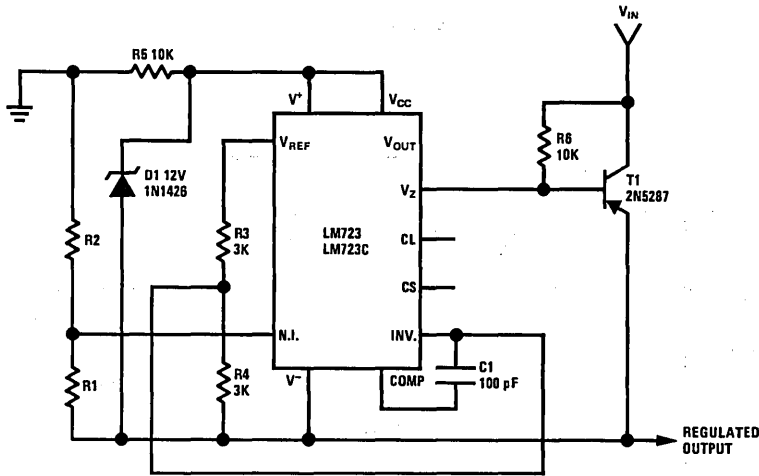 VIN
R5 10K
V+
VCC
VREF
VOUT
R6
10K
D1 12V
1N1426
T1
2N5287
VZ
R2
R3
3K
LM723
LM723C
CL
CS
N.I.
INV.
R1
R4
3K
V−
COMP
C1
100 pF
REGULATED
OUTPUT